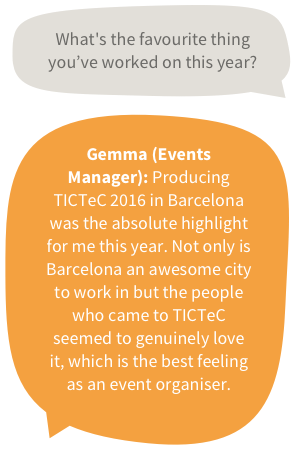 What's the favourite thing
you’ve worked on this year?
Gemma (Events
Manager): Producing
TICTeC 2016 in Barcelona
was the absolute highlight
for me this year. Not only is
Barcelona an awesome city
to work in but the people
who came to TICTeC
seemed to genuinely love
it, which is the best feeling
as an event organiser.